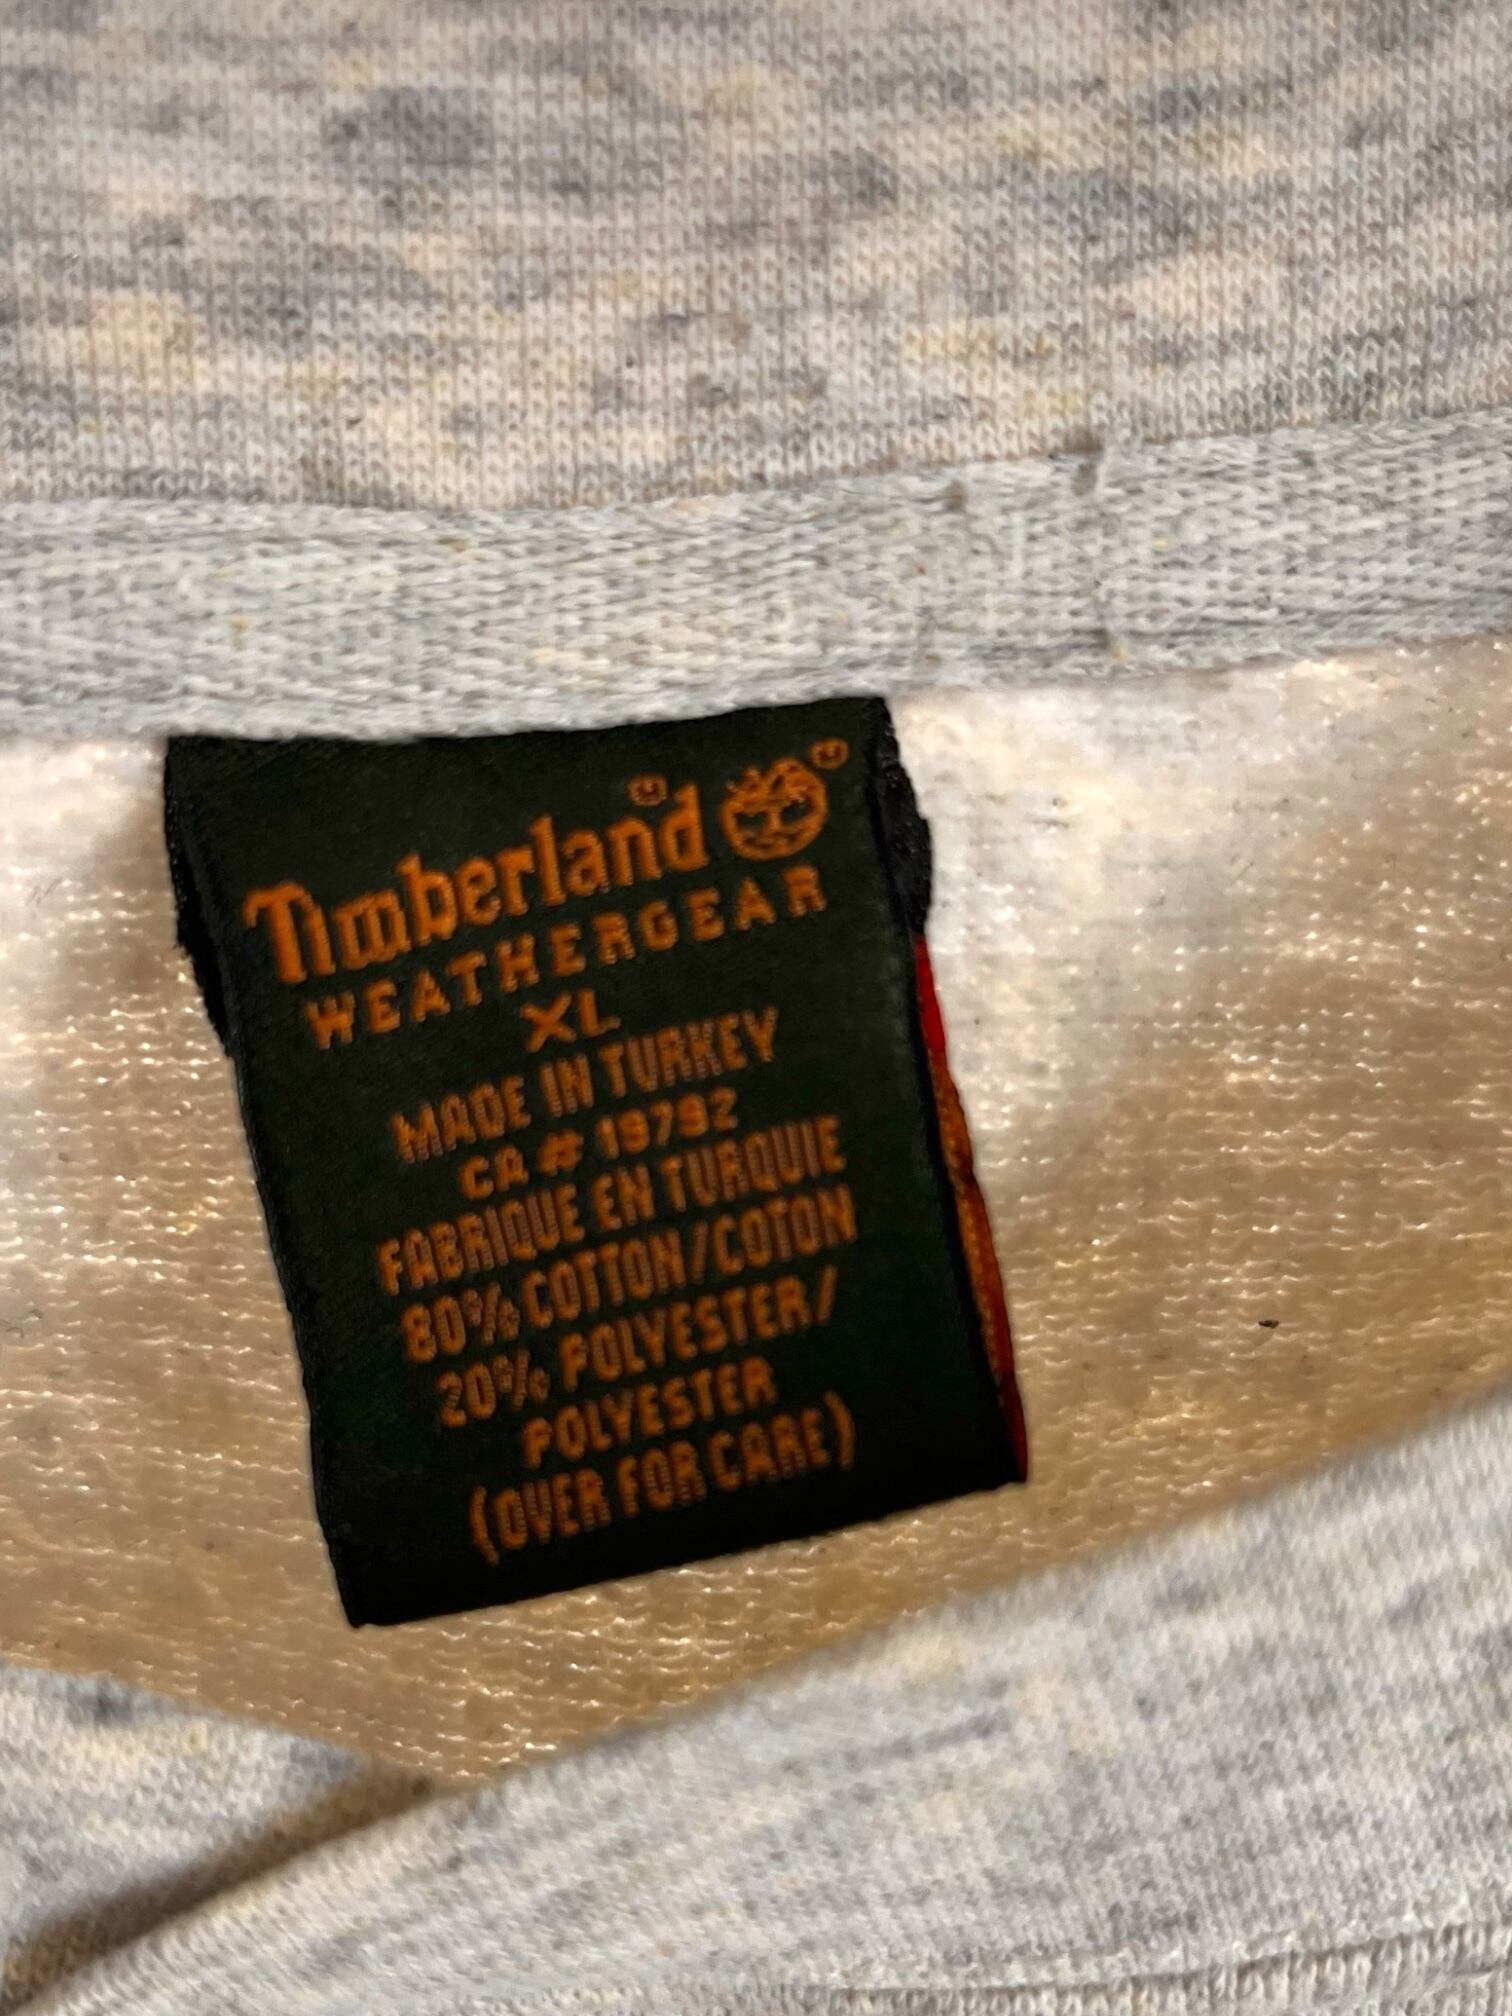 Timberland®
®
WEATHERGEAR
XL
MADE IN TURKEY
CA # 19792
FABRIQUE EN TURQUIE
80% COTTON/COTON
20% POLYESTER/
POLYESTER
(OVER FOR CARE)